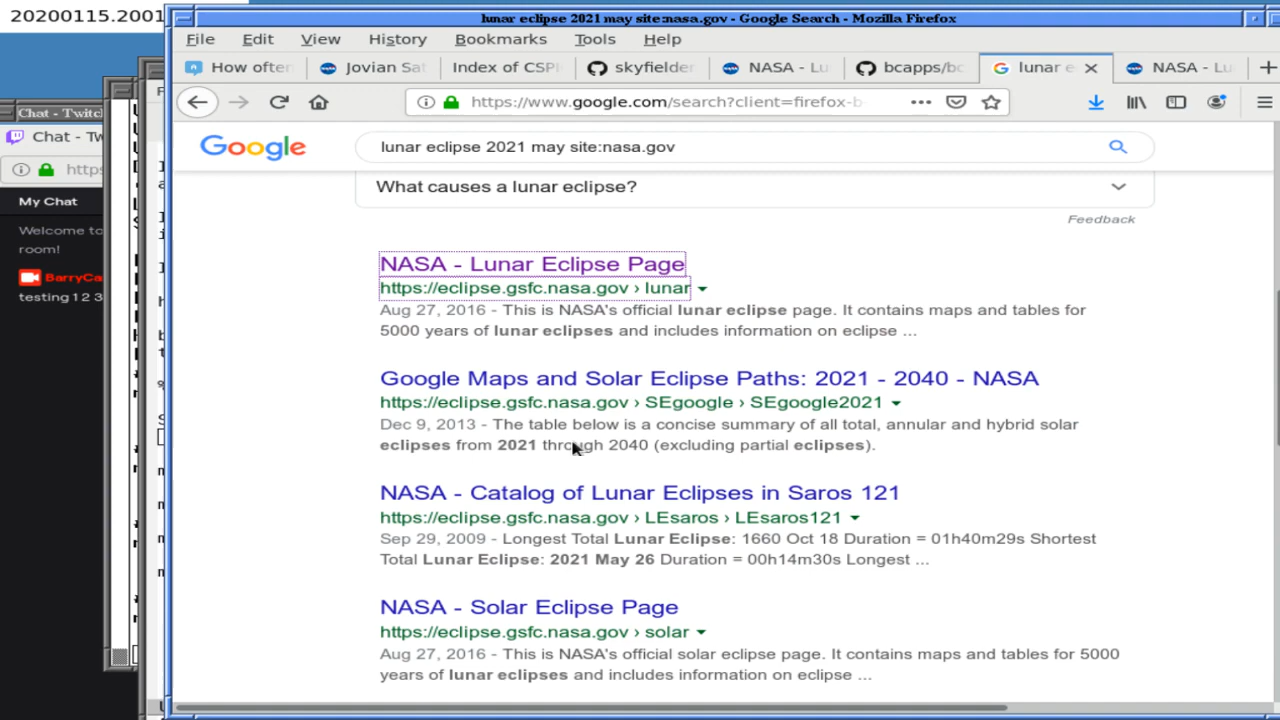 20200115.2001
lunar eclipse 2021 may site:nasa.gov - Google Search - Mozilla Firefox
File Edit View History Bookmarks Tools Help
How often Jovian Sat Index of CSPI skyfielde NASA - Lu bcapps/bc lunar e NASA - Lu
https://www.google.com/search?client=firefox-b-
Chat - Twitch
Chat - Tw
https
My Chat
Welcome to
room!
BarryCa
testing 1 2 3
Google
lunar eclipse 2021 may site:nasa.gov
What causes a lunar eclipse?
Feedback
NASA - Lunar Eclipse Page
https://eclipse.gsfc.nasa.gov › lunar
Aug 27, 2016 - This is NASA's official lunar eclipse page. It contains maps and tables for
5000 years of lunar eclipses and includes information on eclipse ...
Google Maps and Solar Eclipse Paths: 2021 - 2040 - NASA
https://eclipse.gsfc.nasa.gov › SEgoogle › SEgoogle2021
Dec 9, 2013 - The table below is a concise summary of all total, annular and hybrid solar
eclipses from 2021 through 2040 (excluding partial eclipses).
NASA - Catalog of Lunar Eclipses in Saros 121
https://eclipse.gsfc.nasa.gov › LEsaros › LEsaros121
Sep 29, 2009 - Longest Total Lunar Eclipse: 1660 Oct 18 Duration = 01h40m29s Shortest
Total Lunar Eclipse: 2021 May 26 Duration = 00h14m30s Longest ...
NASA - Solar Eclipse Page
https://eclipse.gsfc.nasa.gov › solar
Aug 27, 2016 - This is NASA's official solar eclipse page. It contains maps and tables for 5000
years of lunar eclipses and includes information on eclipse ...